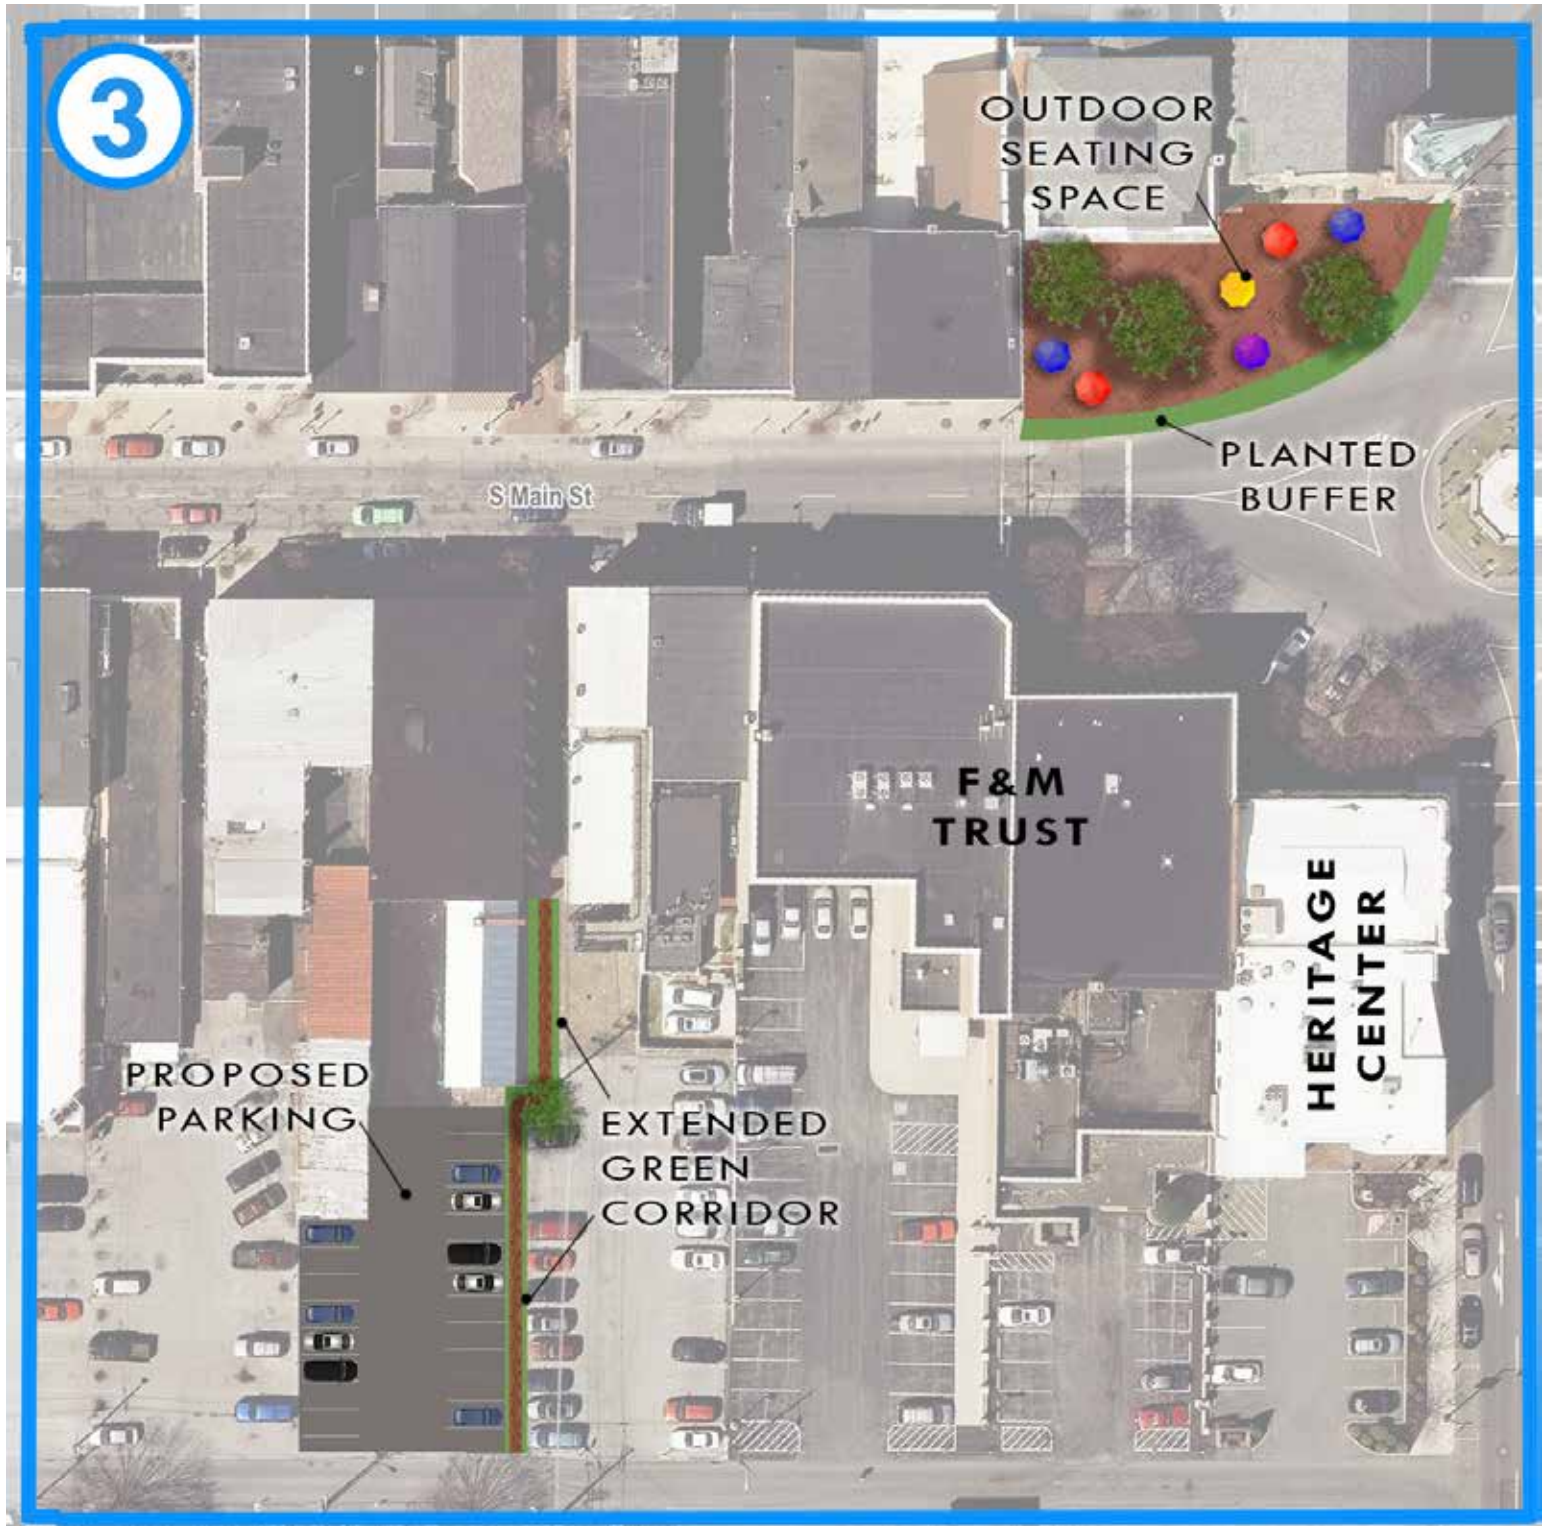 3
OUTDOOR
SEATING
SPACE
PLANTED
BUFFER
S Main St
F&M
TRUST
HERITAGE
CENTER
PROPOSED
PARKING
EXTENDED
GREEN
CORRIDOR